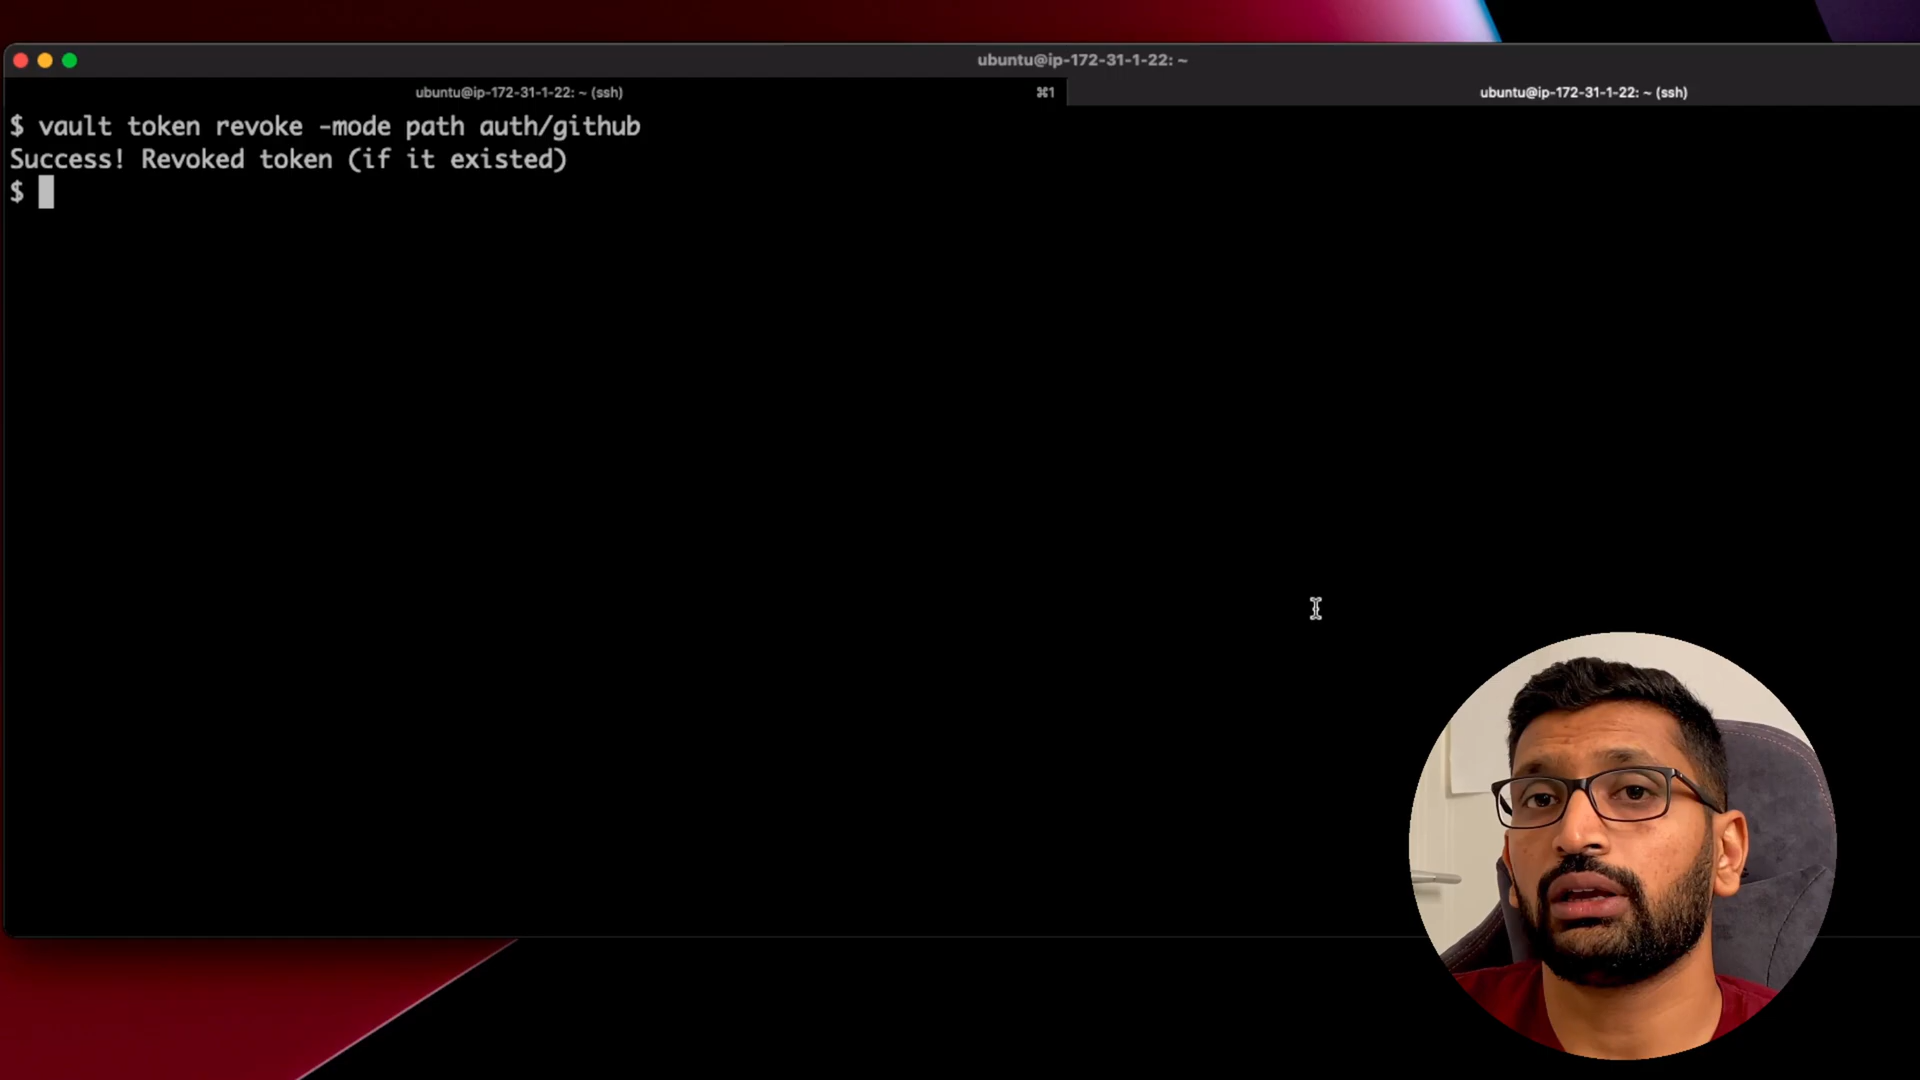 ubuntu@ip-172-31-1-22: ~
ubuntu@ip-172-31-1-22: ~ (ssh)
⌘1
ubuntu@ip-172-31-1-22: ~ (ssh)
$ vault token revoke -mode path auth/github
Success! Revoked token (if it existed)
$